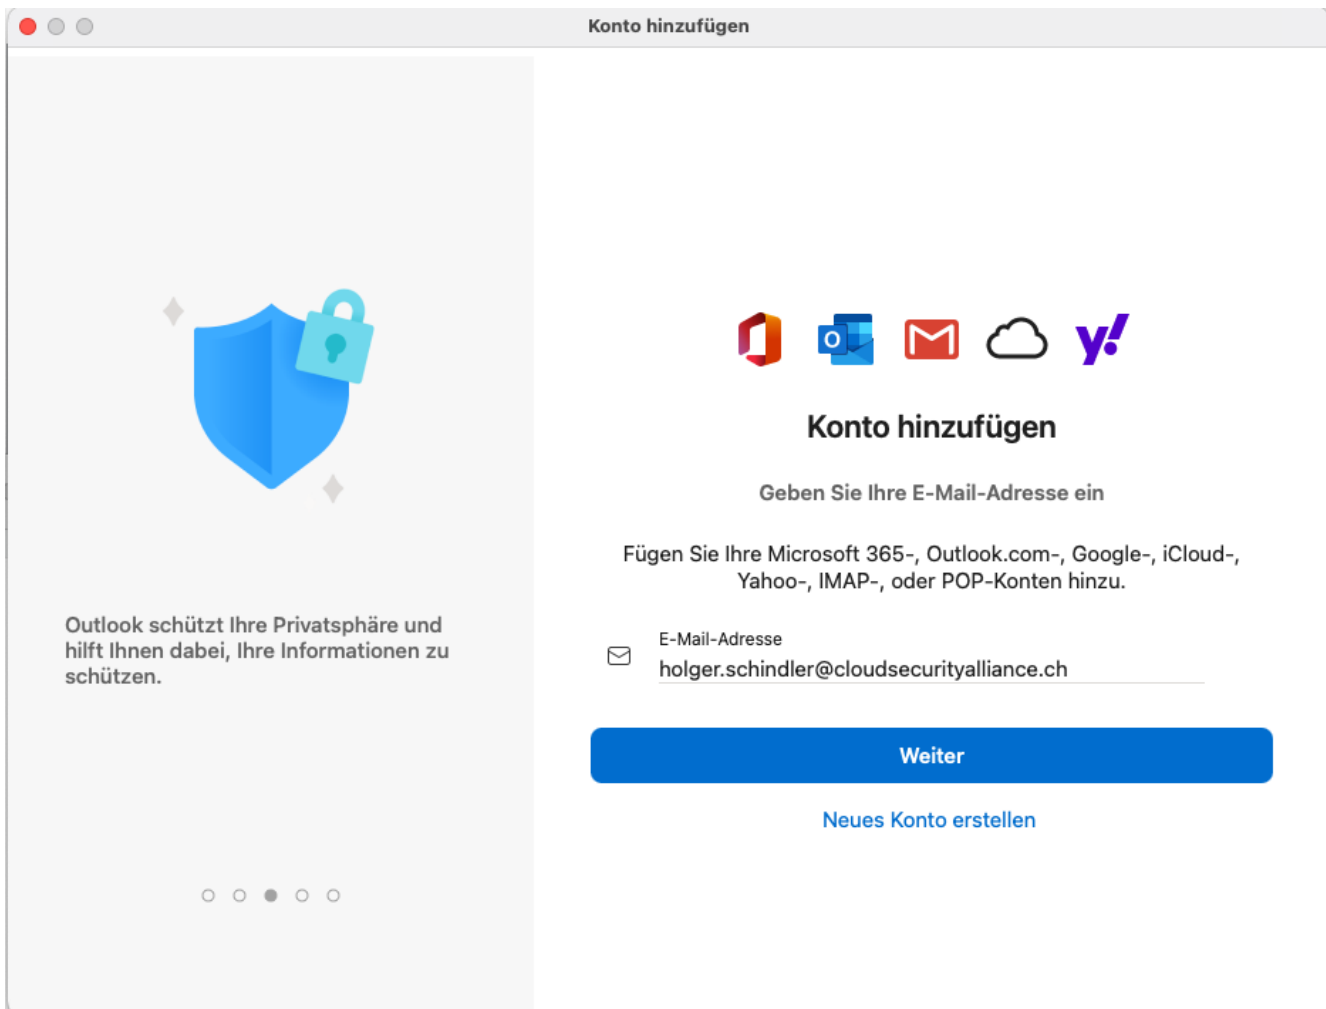 Konto hinzufügen
Outlook schützt Ihre Privatsphäre und
hilft Ihnen dabei, Ihre Informationen zu
schützen.
Konto hinzufügen
Geben Sie Ihre E-Mail-Adresse ein
Fügen Sie Ihre Microsoft 365-, Outlook.com-, Google-, iCloud-,
Yahoo-, IMAP-, oder POP-Konten hinzu.
E-Mail-Adresse
holger.schindler@cloudsecurityalliance.ch
Weiter
Neues Konto erstellen